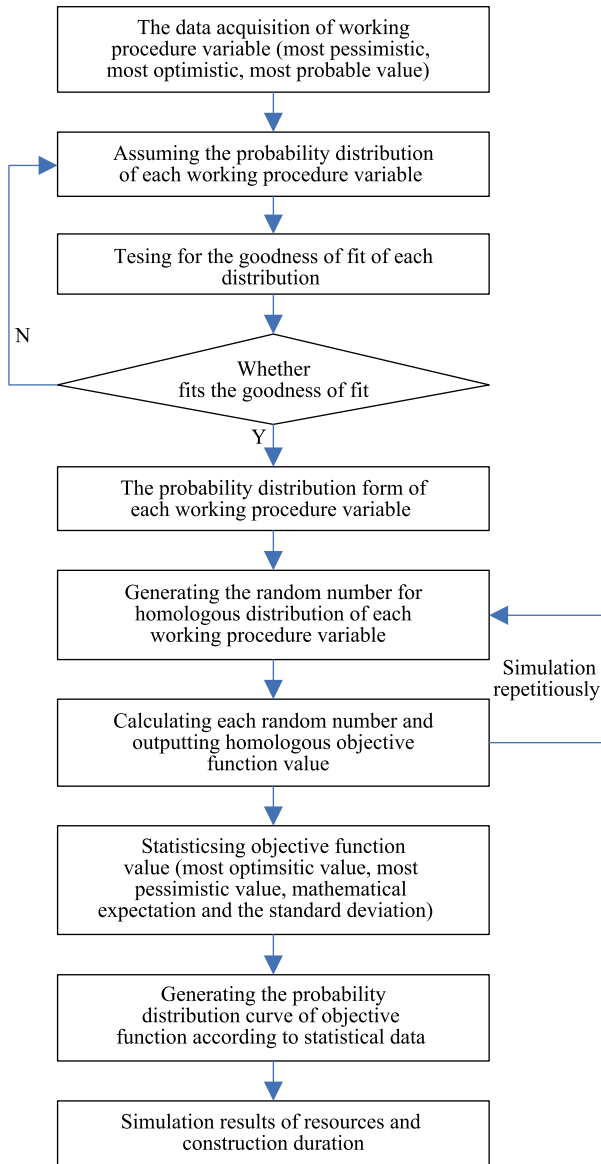 The data acquisition of working
procedure variable (most pessimistic,
most optimistic, most probable value)
Assuming the probability distribution
of each working procedure variable
Tesing for the goodness of fit of each
distribution
N
Whether
fits the goodness of fit
Y
The probability distribution form of
each working procedure variable
Generating the random number for
homologous distribution of each
working procedure variable
Simulation
repetitiously
Calculating each random number and
outputting homologous objective
function value
Statisticsing objective function
value (most optimsitic value, most
pessimistic value, mathematical
expectation and the standard deviation)
Generating the probability
distribution curve of objective
function according to statistical data
Simulation results of resources and
construction duration